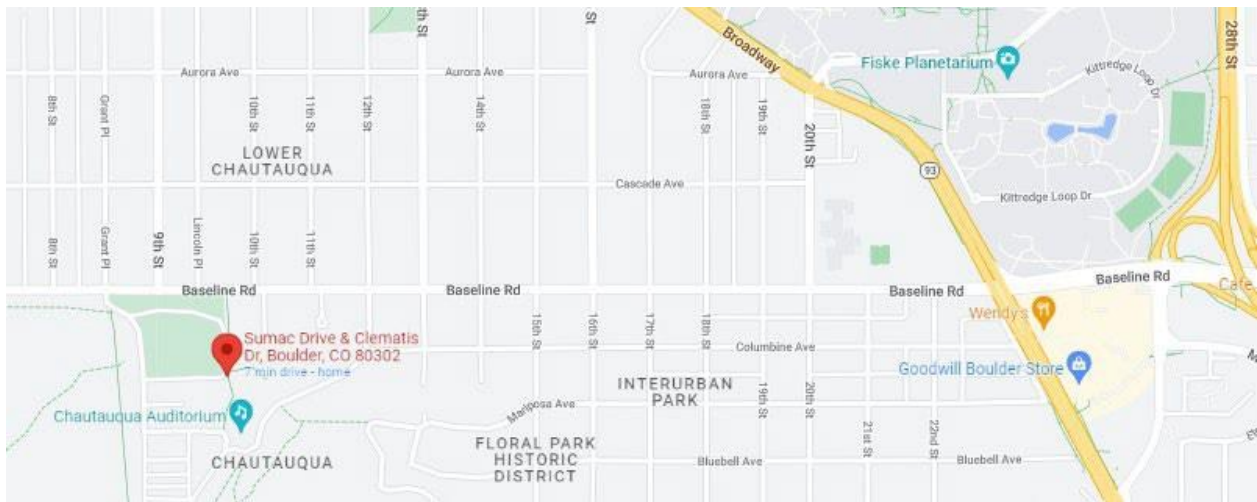 St
th St
Broadway
28th St
Fiske Planetarium
Kittredge Loop Dr
Aurora Ave
Aurora Ave
Aurora Ave
8th St
Grant Pl
10th St
11th St
12th St
14th St
18th St
19th St
20th St
LOWER
CHAUTAUQUA
Cascade Ave
93
Kittredge Loop Dr
8th St
Grant Pl
9th St
Lincoln Pl
10th St
11th St
Baseline Rd
Baseline Rd
Baseline Rd
Baseline Rd
Cafe
Wendy's
Sumac Drive & Clematis
Dr, Boulder, CO 80302
7 min drive - home
15th St
16th St
17th St
18th St
Columbine Ave
Goodwill Boulder Store
M
INTERURBAN
PARK
19th St
20th St
Chautauqua Auditorium
Mariposa Ave
21st St
22nd St
FLORAL PARK
HISTORIC
DISTRICT
CHAUTAUQUA
Bluebell Ave
Bluebell Ave